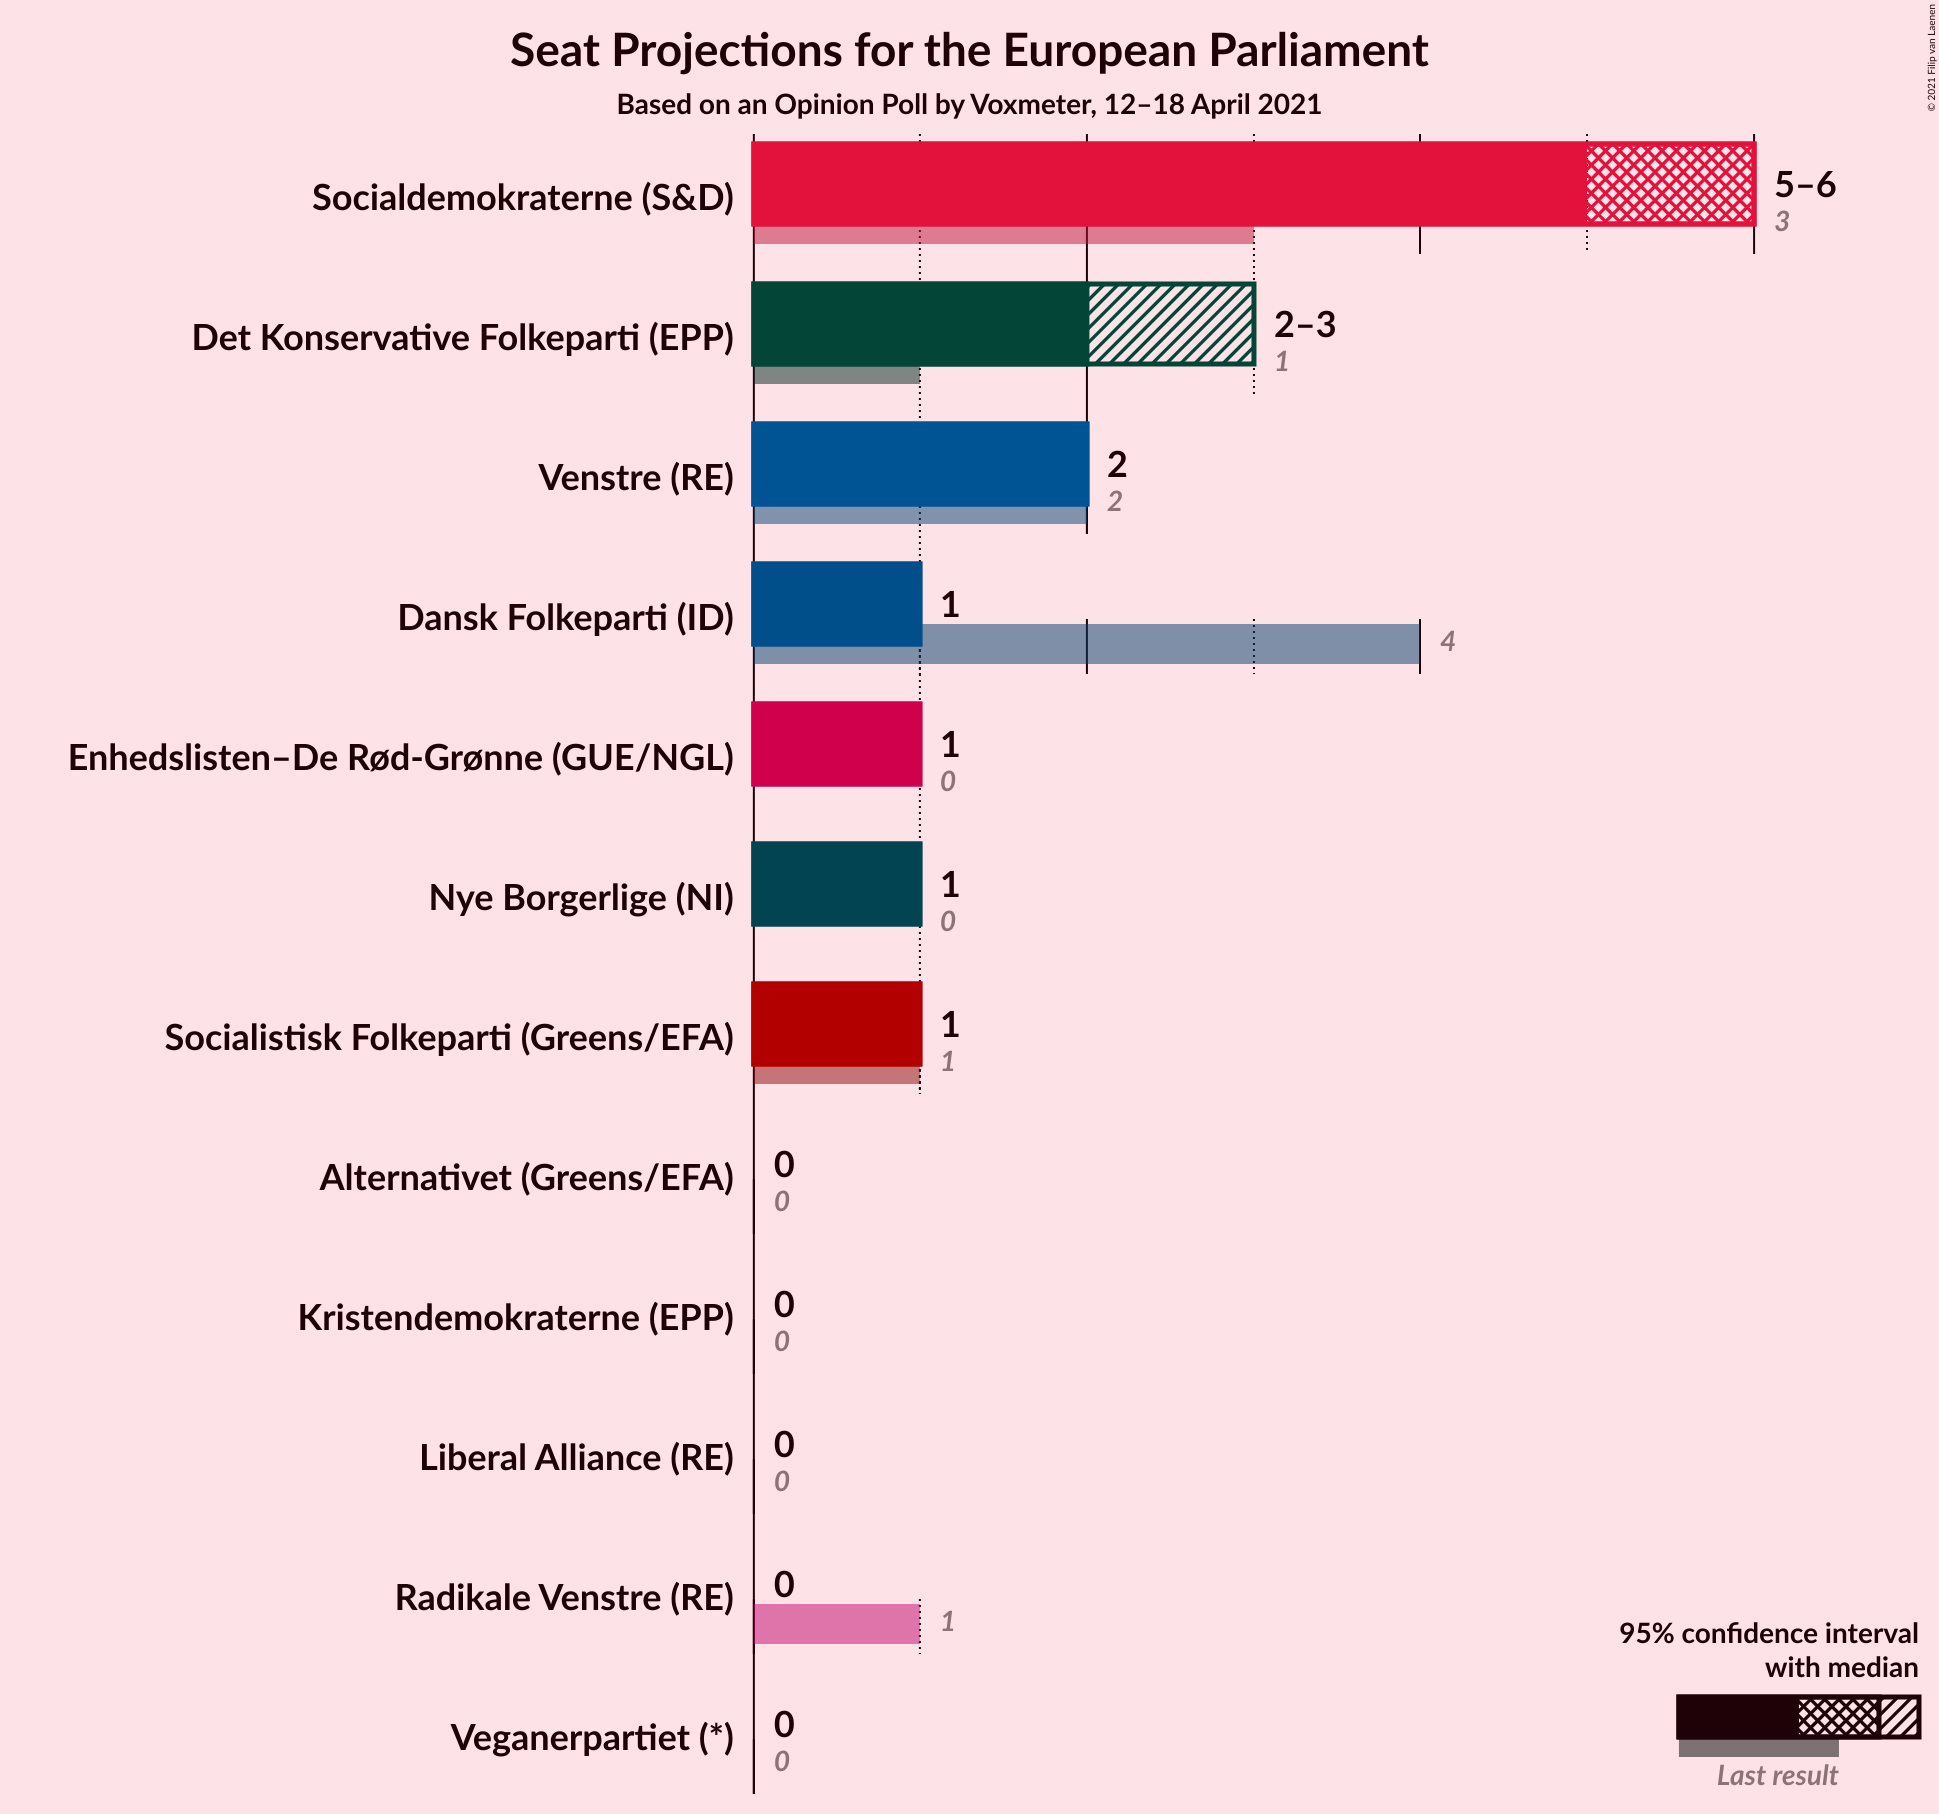 Seat Projections for the European Parliament
Based on an Opinion Poll by Voxmeter, 12–18 April 2021
© 2021 Filip van Laenen
Socialdemokraterne (S&D)
5–6
3
Det Konservative Folkeparti (EPP)
2–3
1
Venstre (RE)
2
2
Dansk Folkeparti (ID)
1
4
Enhedslisten–De Rød-Grønne (GUE/NGL)
1
0
Nye Borgerlige (NI)
1
0
Socialistisk Folkeparti (Greens/EFA)
1
1
Alternativet (Greens/EFA)
0
0
Kristendemokraterne (EPP)
0
0
Liberal Alliance (RE)
0
0
Radikale Venstre (RE)
0
1
Veganerpartiet (*)
0
0
95% confidence interval
with median
Last result